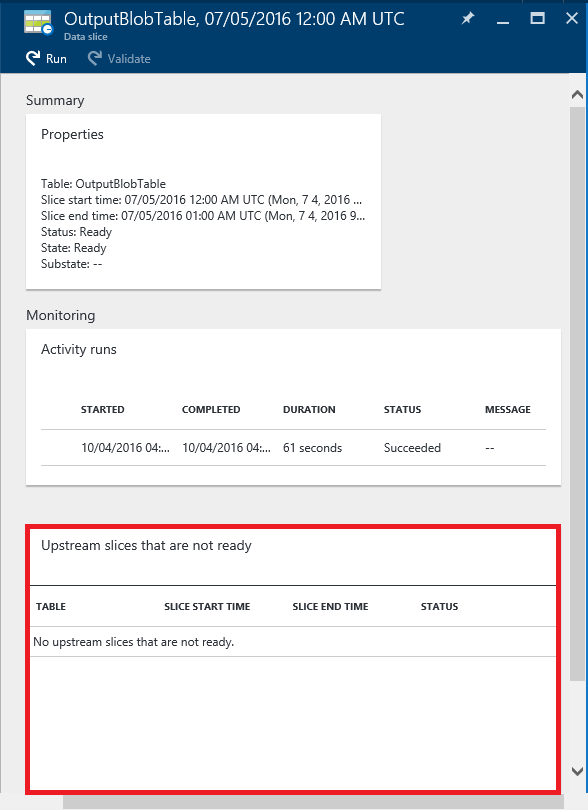 OutputBlobTable, 07/05/2016 12:00 AM UTC
Data slice
Run Validate
Summary
Properties
Table: OutputBlobTable
Slice start time: 07/05/2016 12:00 AM UTC (Mon, 7 4, 2016 ...
Slice end time: 07/05/2016 01:00 AM UTC (Mon, 7 4, 2016 9...
Status: Ready
State: Ready
Substate: --
Monitoring
Activity runs
STARTED COMPLETED DURATION STATUS MESSAGE
10/04/2016 04:... 10/04/2016 04:... 61 seconds Succeeded --
Upstream slices that are not ready
TABLE SLICE START TIME SLICE END TIME STATUS
No upstream slices that are not ready.